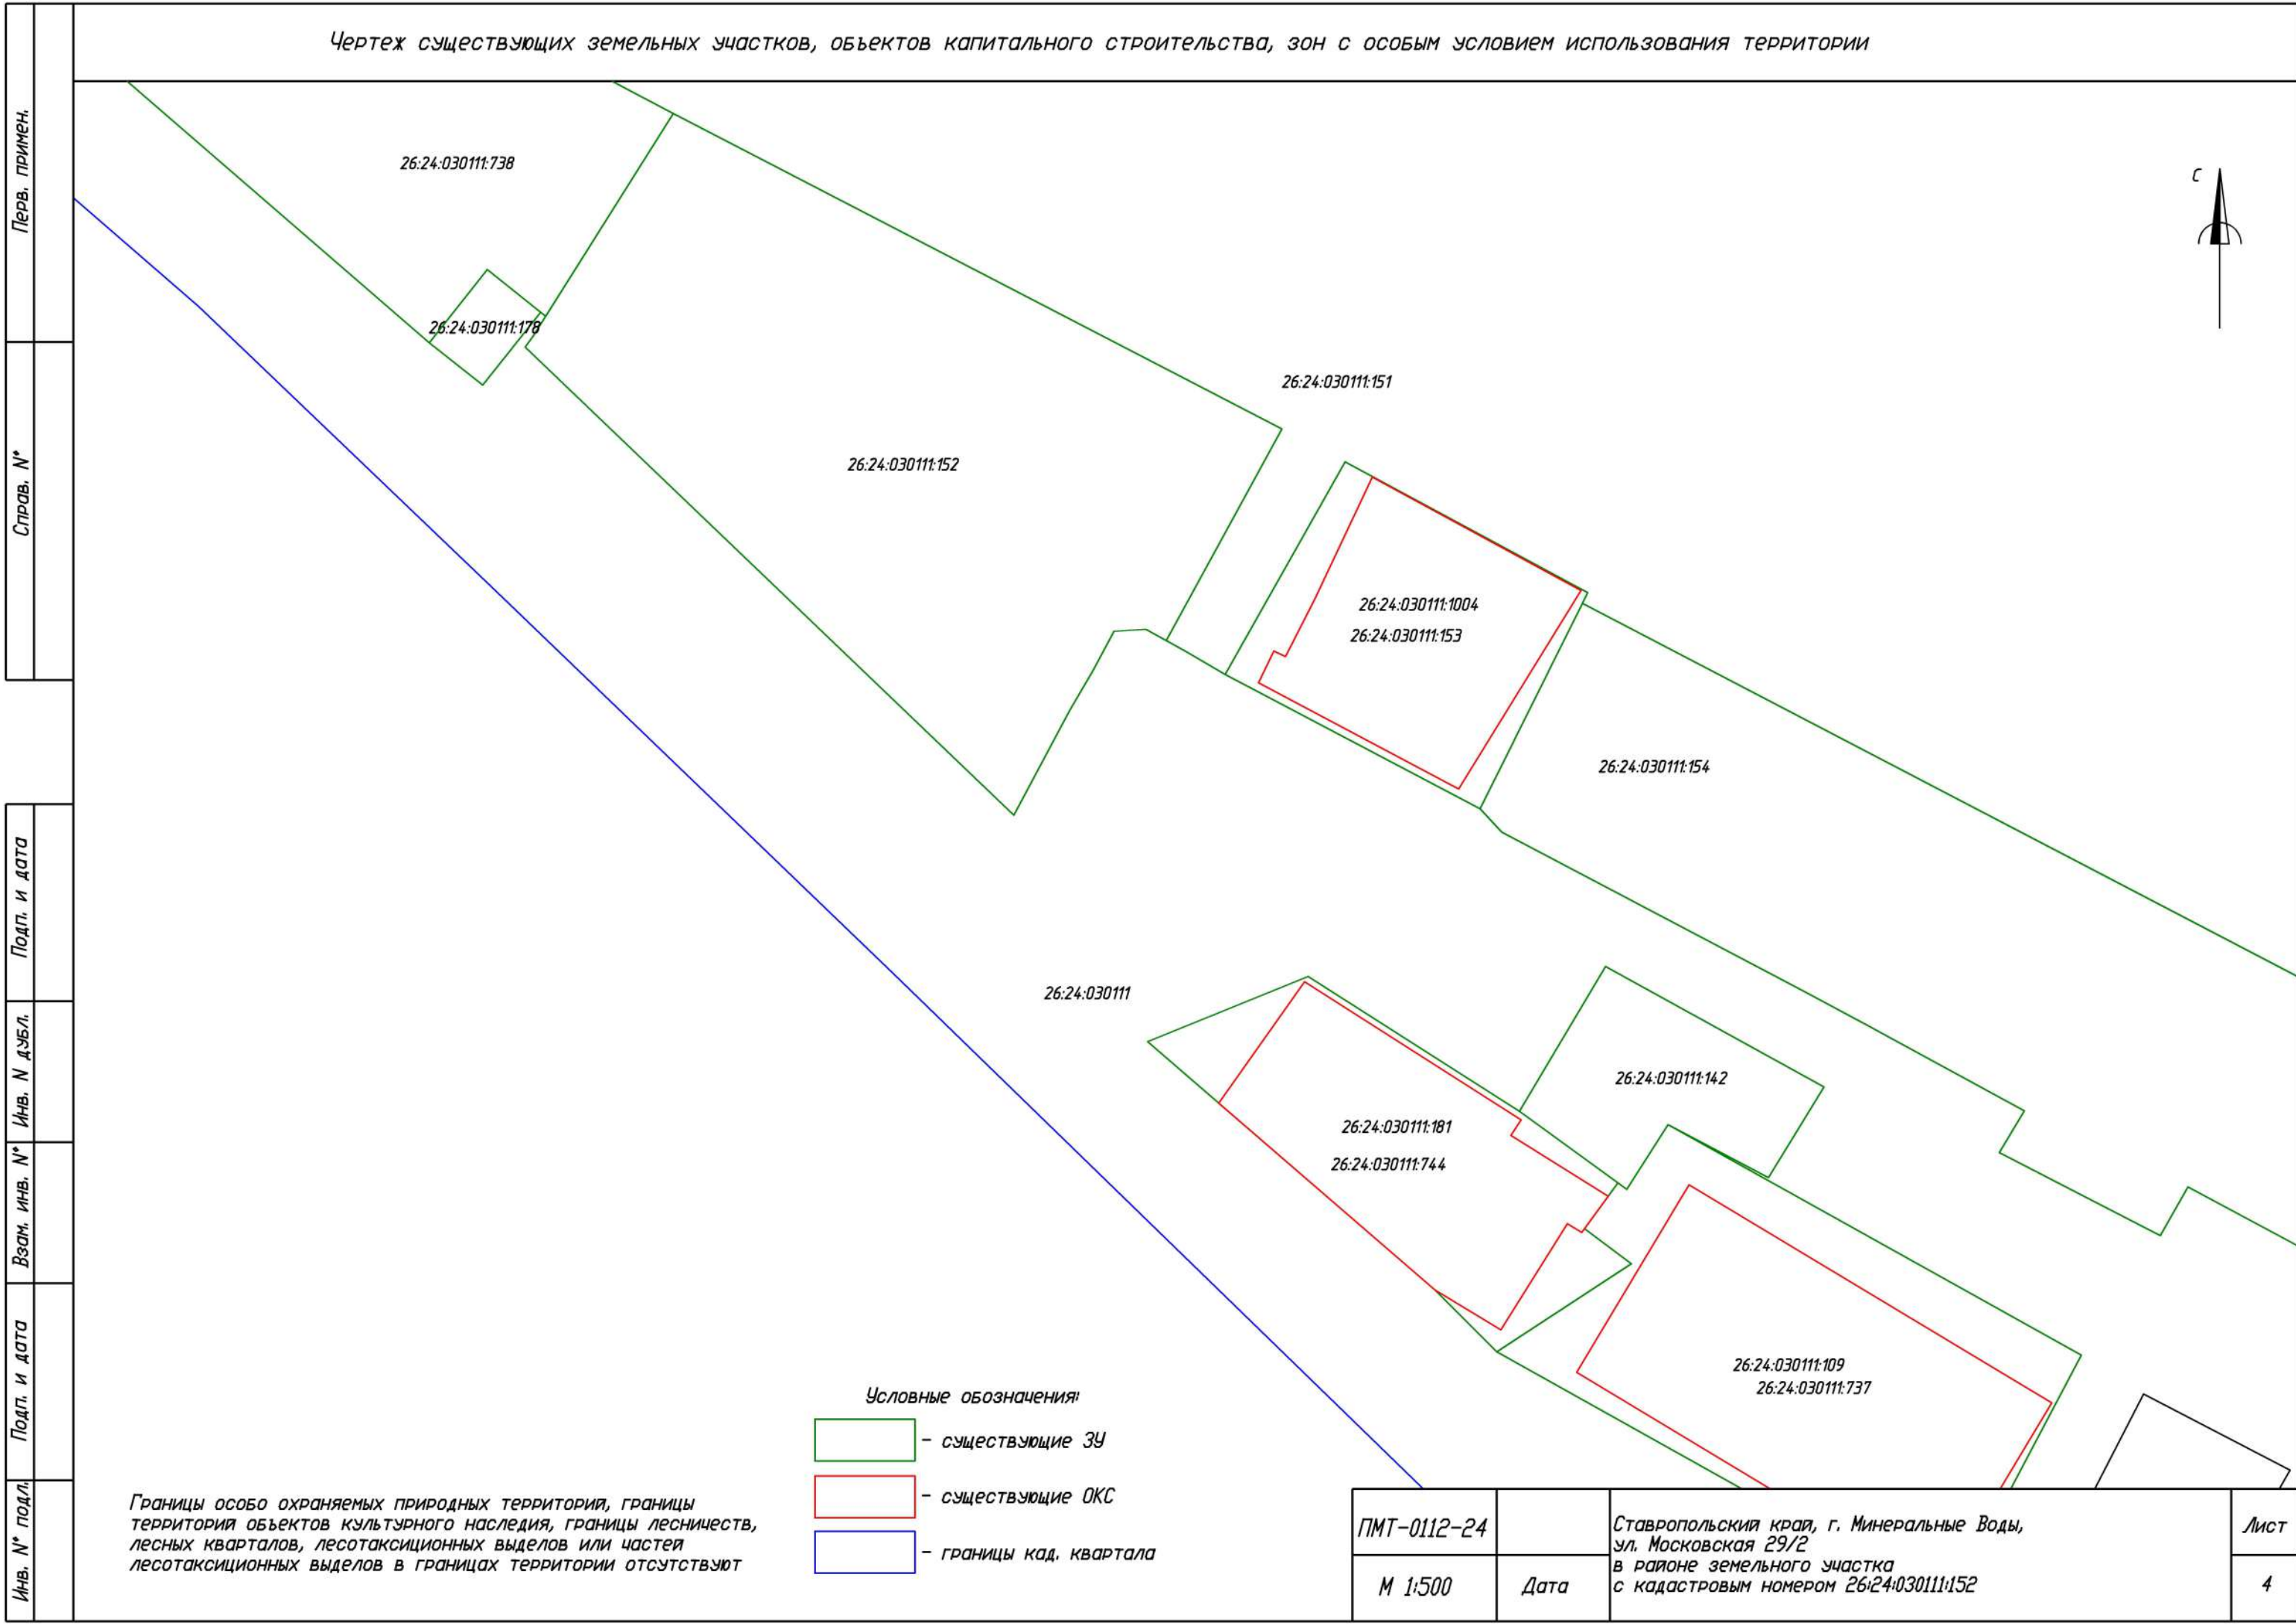 Чертеж существующих земельных участков, объектов капитального строительства, зон с особым условием использования территории
Перв. примен.
Справ. №
Подп. и дата
Инв. N дубл.
Взам. инв. №
Подп. и дата
Инв. № подл.
С
26:24:030111:738
26:24:030111:178
26:24:030111:151
26:24:030111:152
26:24:030111:1004
26:24:030111:153
26:24:030111:154
26:24:030111
26:24:030111:142
26:24:030111:181
26:24:030111:744
26:24:030111:109
26:24:030111:737
Условные обозначения:
- существующие ЗУ
- существующие ОКС
- границы кад. квартала
Границы особо охраняемых природных территорий, границы
территорий объектов культурного наследия, границы лесничеств,
лесных кварталов, лесотаксиционных выделов или частей
лесотаксиционных выделов в границах территории отсутствуют
ПМТ-0112-24
М 1:500
Дата
Ставропольский край, г. Минеральные Воды,
ул. Московская 29/2
в районе земельного участка
с кадастровым номером 26:24:030111:152
Лист
4